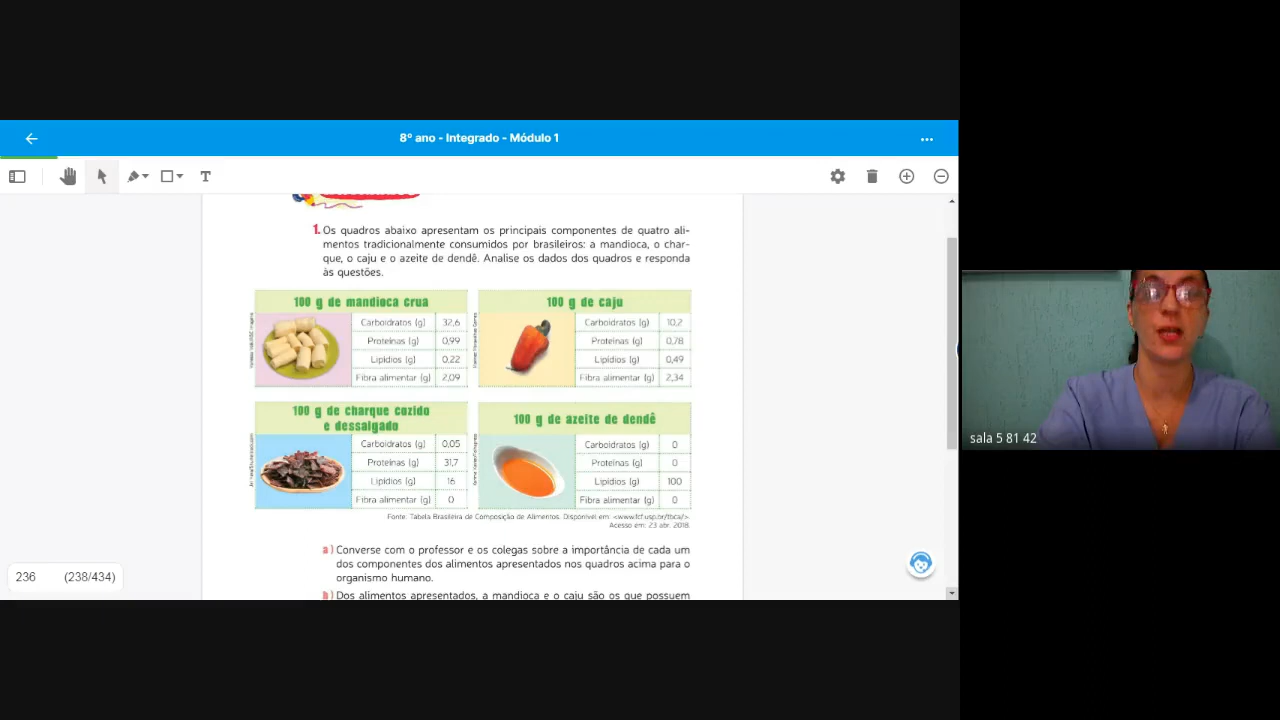 8º ano - Integrado - Módulo 1
T
1. Os quadros abaixo apresentam os principais componentes de quatro ali-
mentos tradicionalmente consumidos por brasileiros: a mandioca, o char-
que, o caju e o azeite de dendê. Analise os dados dos quadros e responda
às questões.
100 g de mandioca crua
Carboidratos (g) 32,6
Proteínas (g) 0,99
Lipídios (g) 0,22
Fibra alimentar (g) 2,09
100 g de caju
Carboidratos (g) 10,2
Proteínas (g) 0,78
Lipídios (g) 0,49
Fibra alimentar (g) 2,34
100 g de charque cozido
e dessalgado
Carboidratos (g) 0,05
Proteínas (g) 31,7
Lipídios (g) 16
Fibra alimentar (g) 0
100 g de azeite de dendê
Carboidratos (g) 0
Proteínas (g) 0
Lipídios (g) 100
Fibra alimentar (g) 0
Fonte: Tabela Brasileira de Composição de Alimentos. Disponível em: <www.fcf.usp.br/tbca/>.
Acesso em: 23 abr. 2018.
a) Converse com o professor e os colegas sobre a importância de cada um
dos componentes dos alimentos apresentados nos quadros acima para o
organismo humano.
b) Dos alimentos apresentados, a mandioca e o caju são os que possuem
236 (238/434)
sala 5 81 42